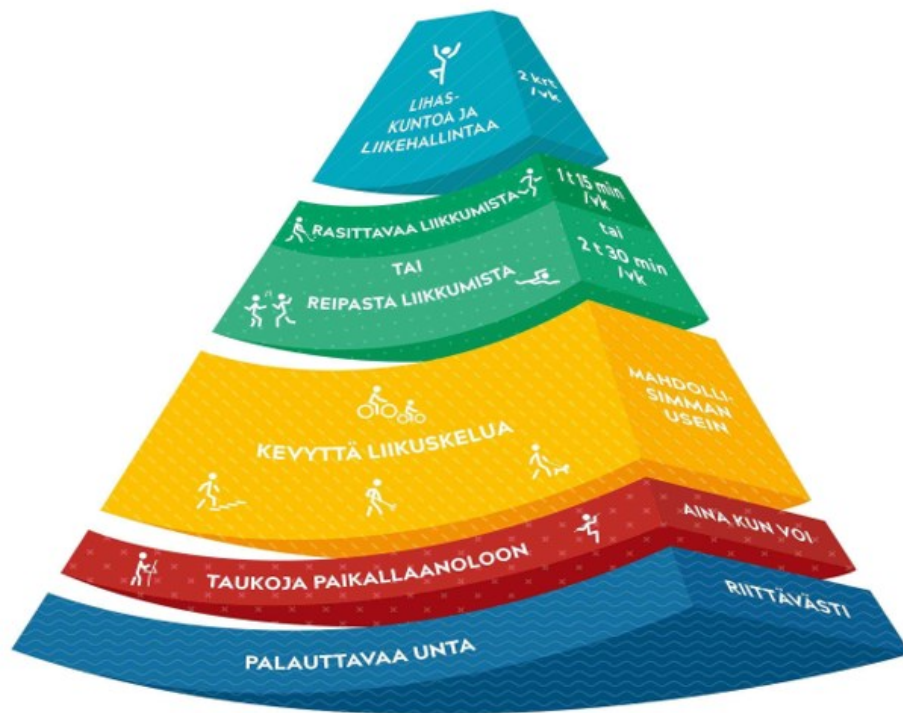 LIHAS-
KUNTOA JA
LIIKEHALLINTAA
2 krt
/vk
RASITTAVAA LIIKKUMISTA
1 t 15 min
/vk
TAI
tai
REIPASTA LIIKKUMISTA
2 t 30 min
/vk
KEVYTTÄ LIIKUSKELUA
MAHDOLLI-
SIMMAN
USEIN
TAUKOJA PAIKALLAANOLOON
AINA KUN VOI
PALAUTTAVAA UNTA
RIITTÄVÄSTI